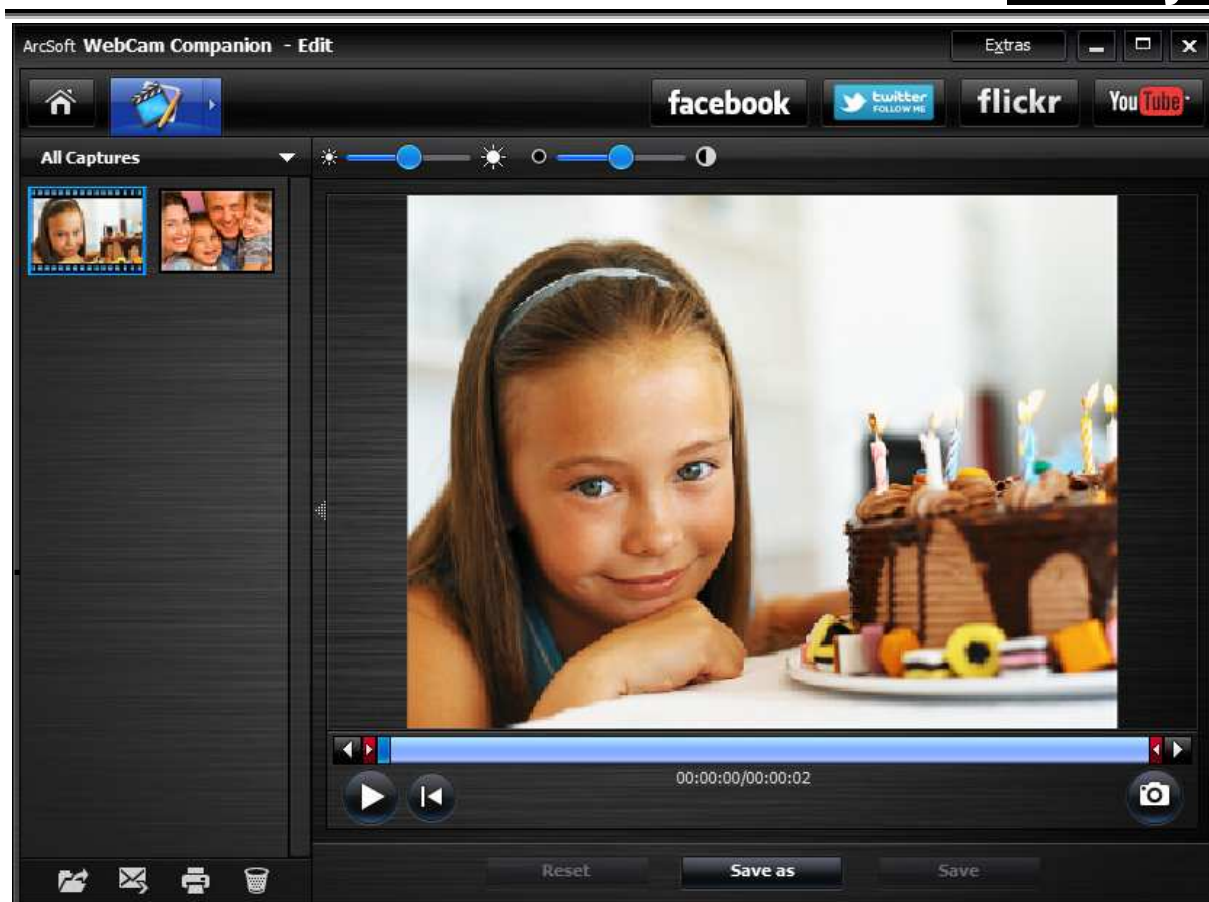 ArcSoft WebCam Companion - Edit
Extras
facebook
twitter
FOLLOW ME
flickr
YouTube
All Captures
00:00:00/00:00:02
Reset
Save as
Save